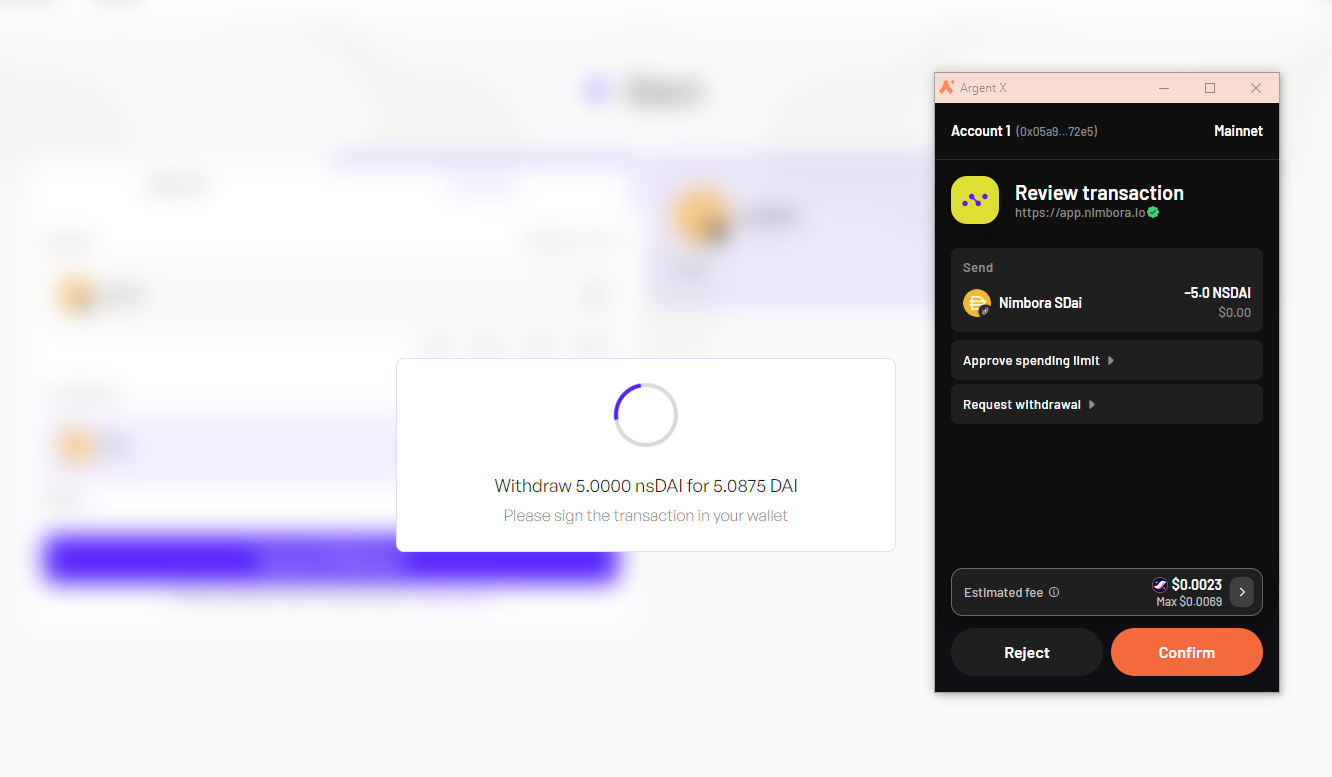 Argent X
Account 1 (0x05a9...72e5)
Mainnet
Review transaction
https://app.nimbora.io
Send
Nimbora SDai
–5.0 NSDAI
$0.00
Approve spending limit
Request withdrawal
Estimated fee
$0.0023
Max $0.0069
Reject
Confirm
Withdraw 5.0000 nsDAI for 5.0875 DAI
Please sign the transaction in your wallet